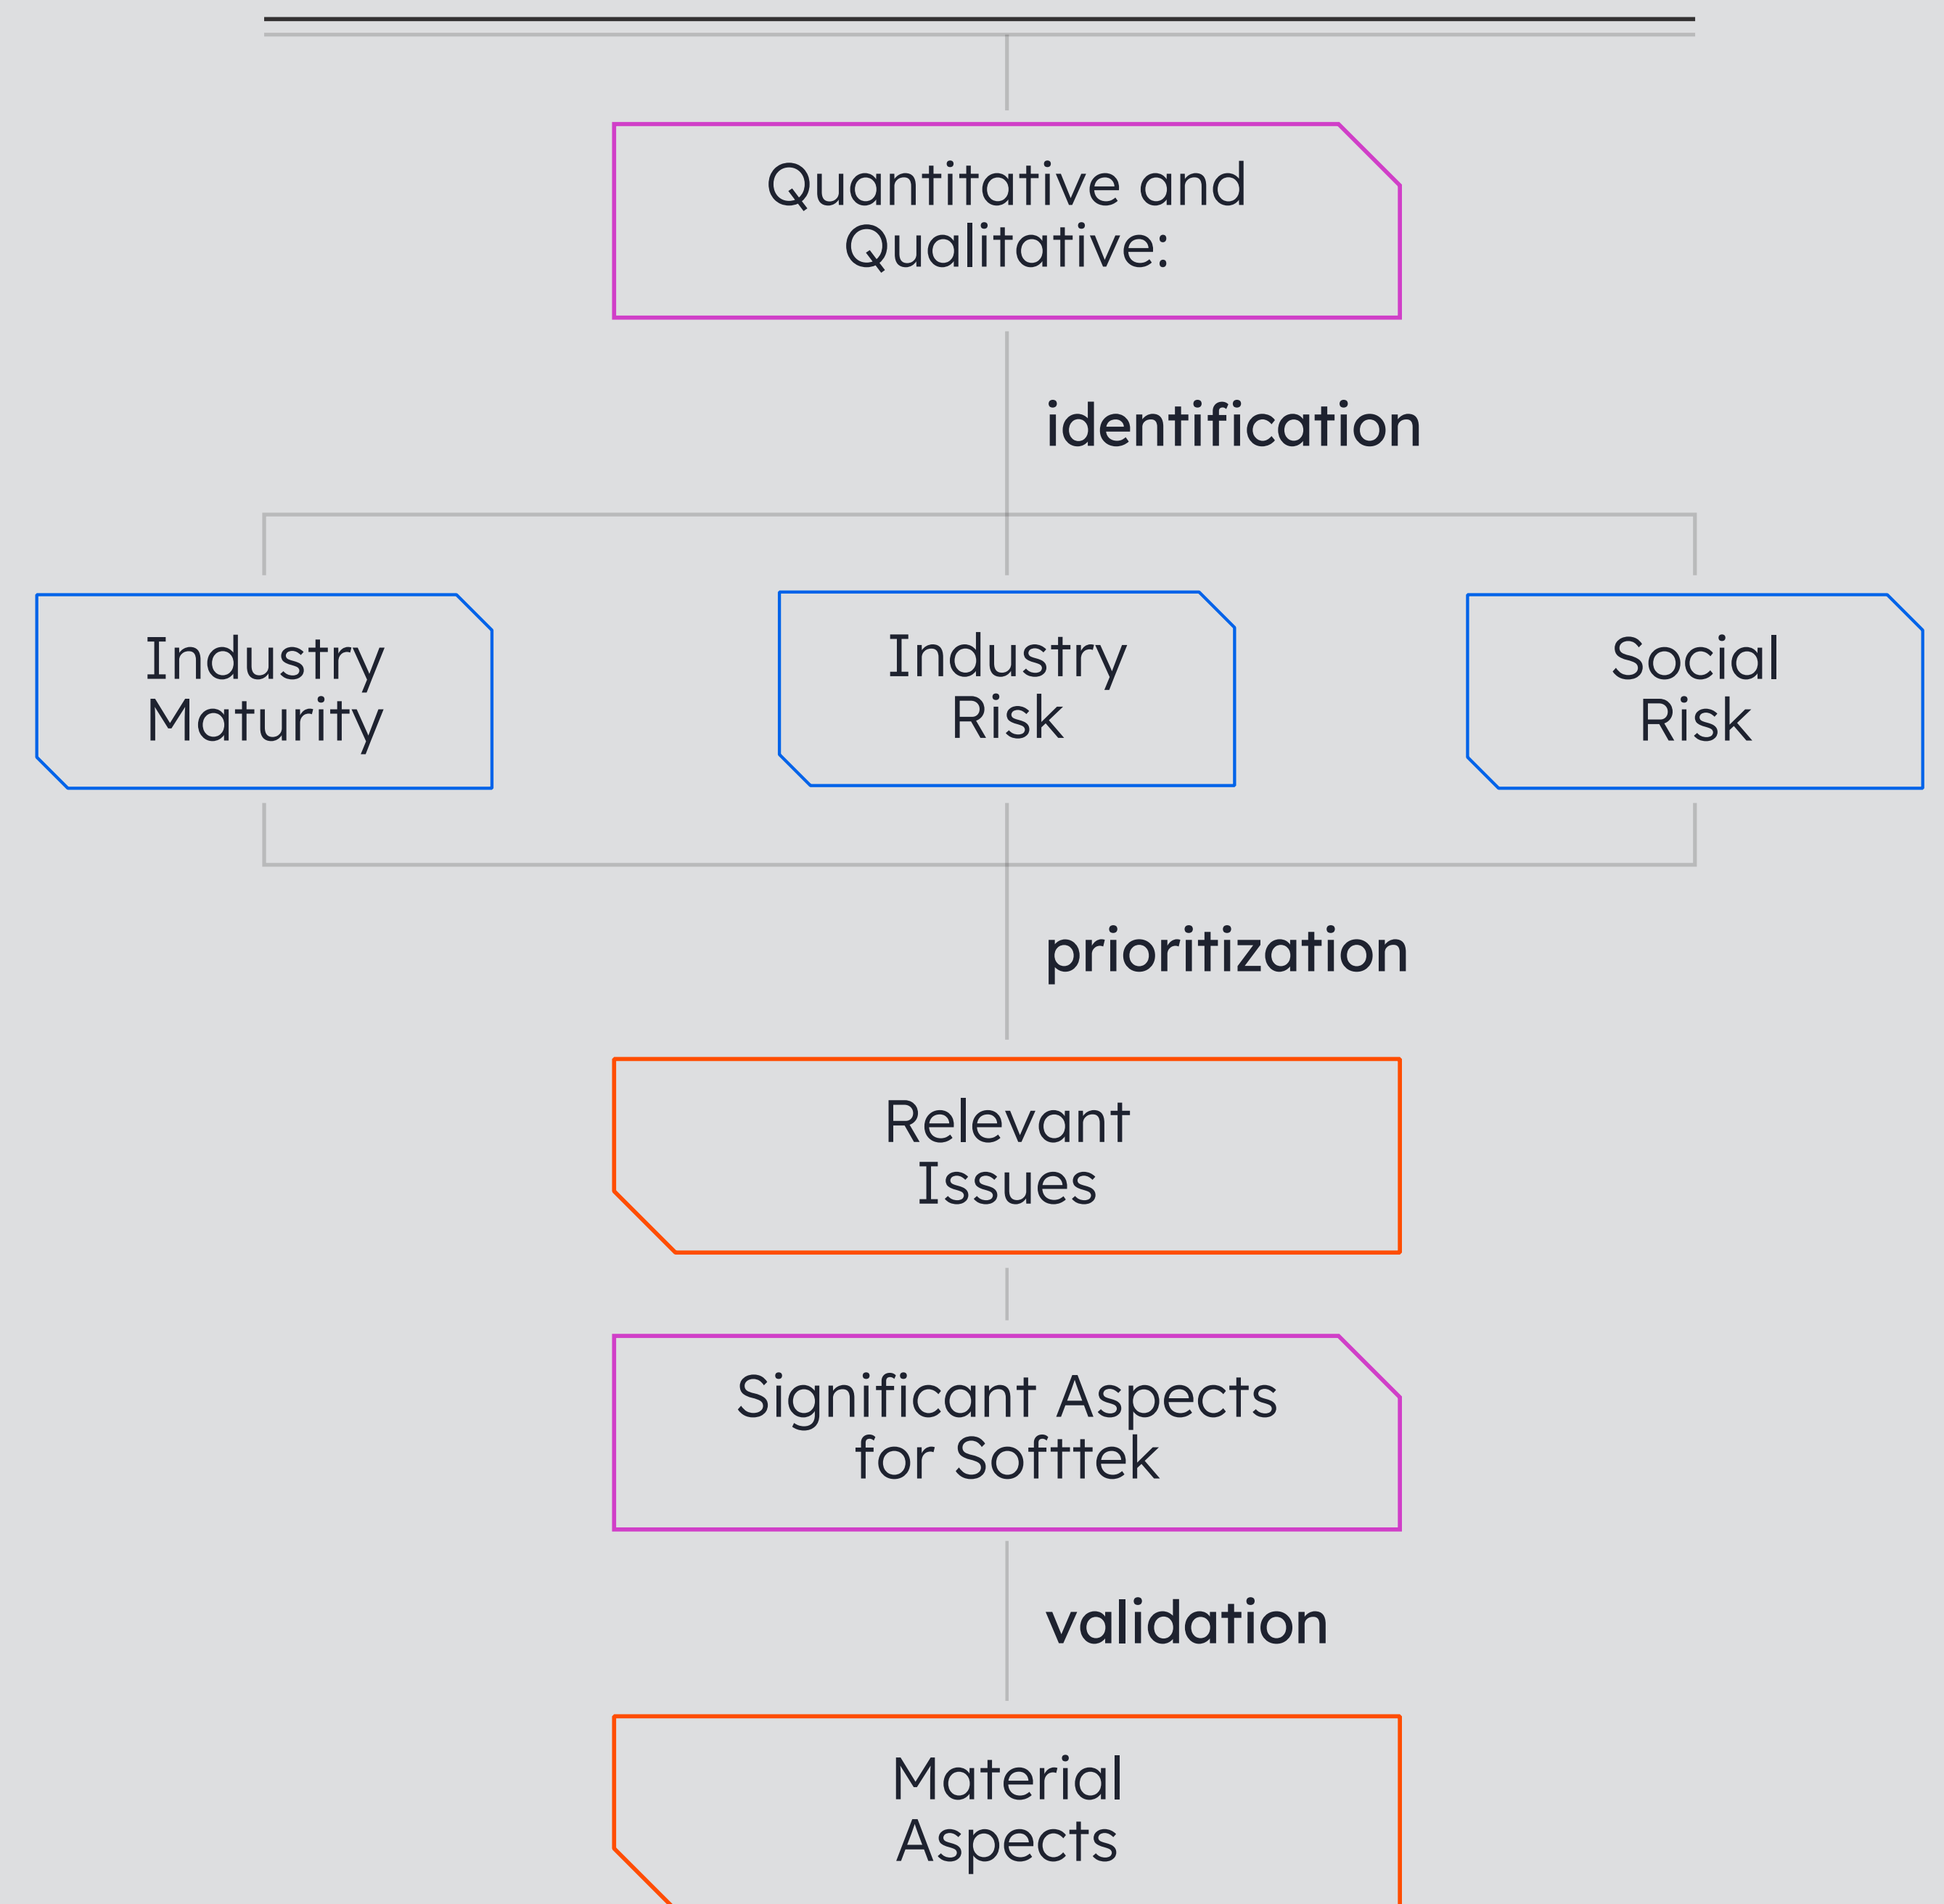 Quantitative and
Qualitative:
identification
Industry
Maturity
Industry
Risk
Social
Risk
prioritization
Relevant
Issues
Significant Aspects
for Softtek
validation
Material
Aspects